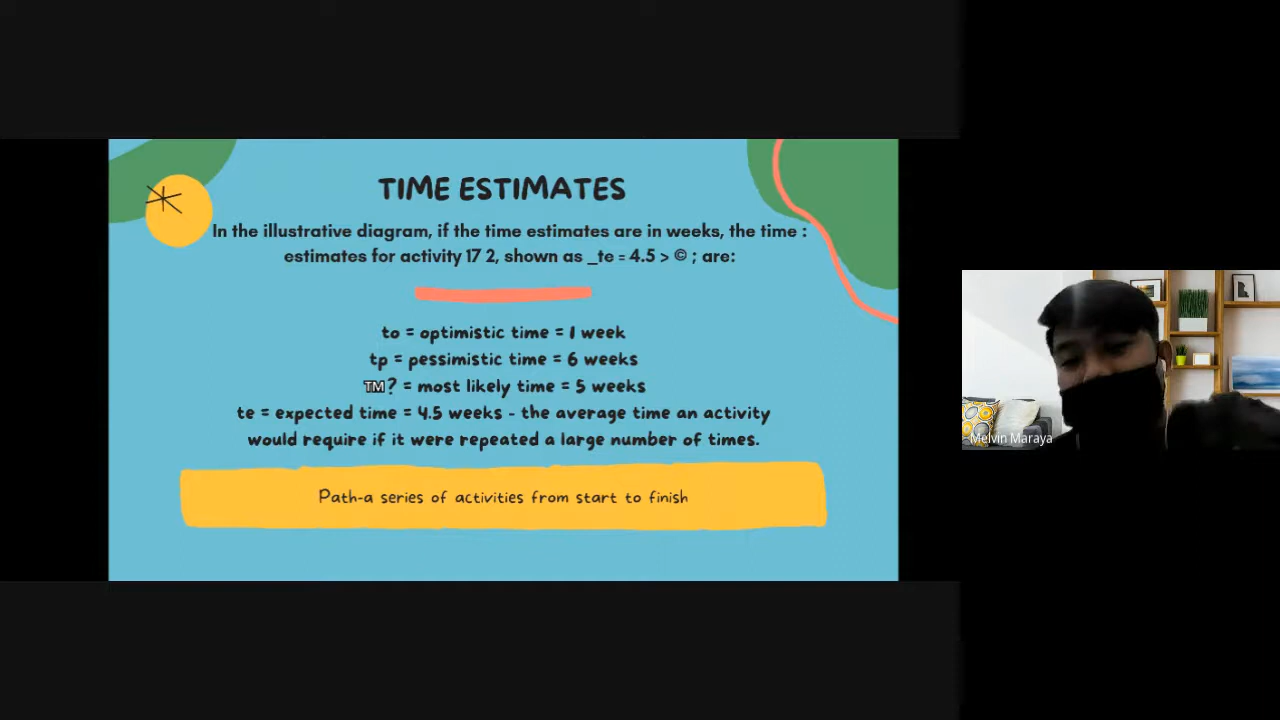 TIME ESTIMATES
In the illustrative diagram, if the time estimates are in weeks, the time :
estimates for activity 17 2, shown as _te = 4.5 > © ; are:
to = optimistic time = 1 week
tp = pessimistic time = 6 weeks
™? = most likely time = 5 weeks
te = expected time = 4.5 weeks - the average time an activity
would require if it were repeated a large number of times.
Path-a series of activities from start to finish
Melvin Maraya